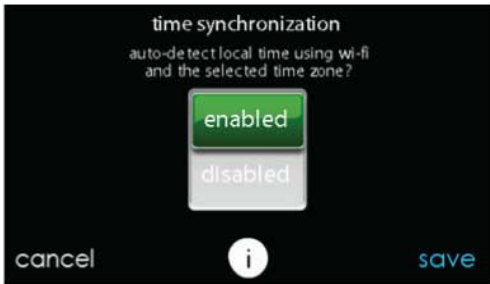 time synchronization
auto-detect local time using wi-fi
and the selected time zone?
enabled
disabled
cancel
i
save